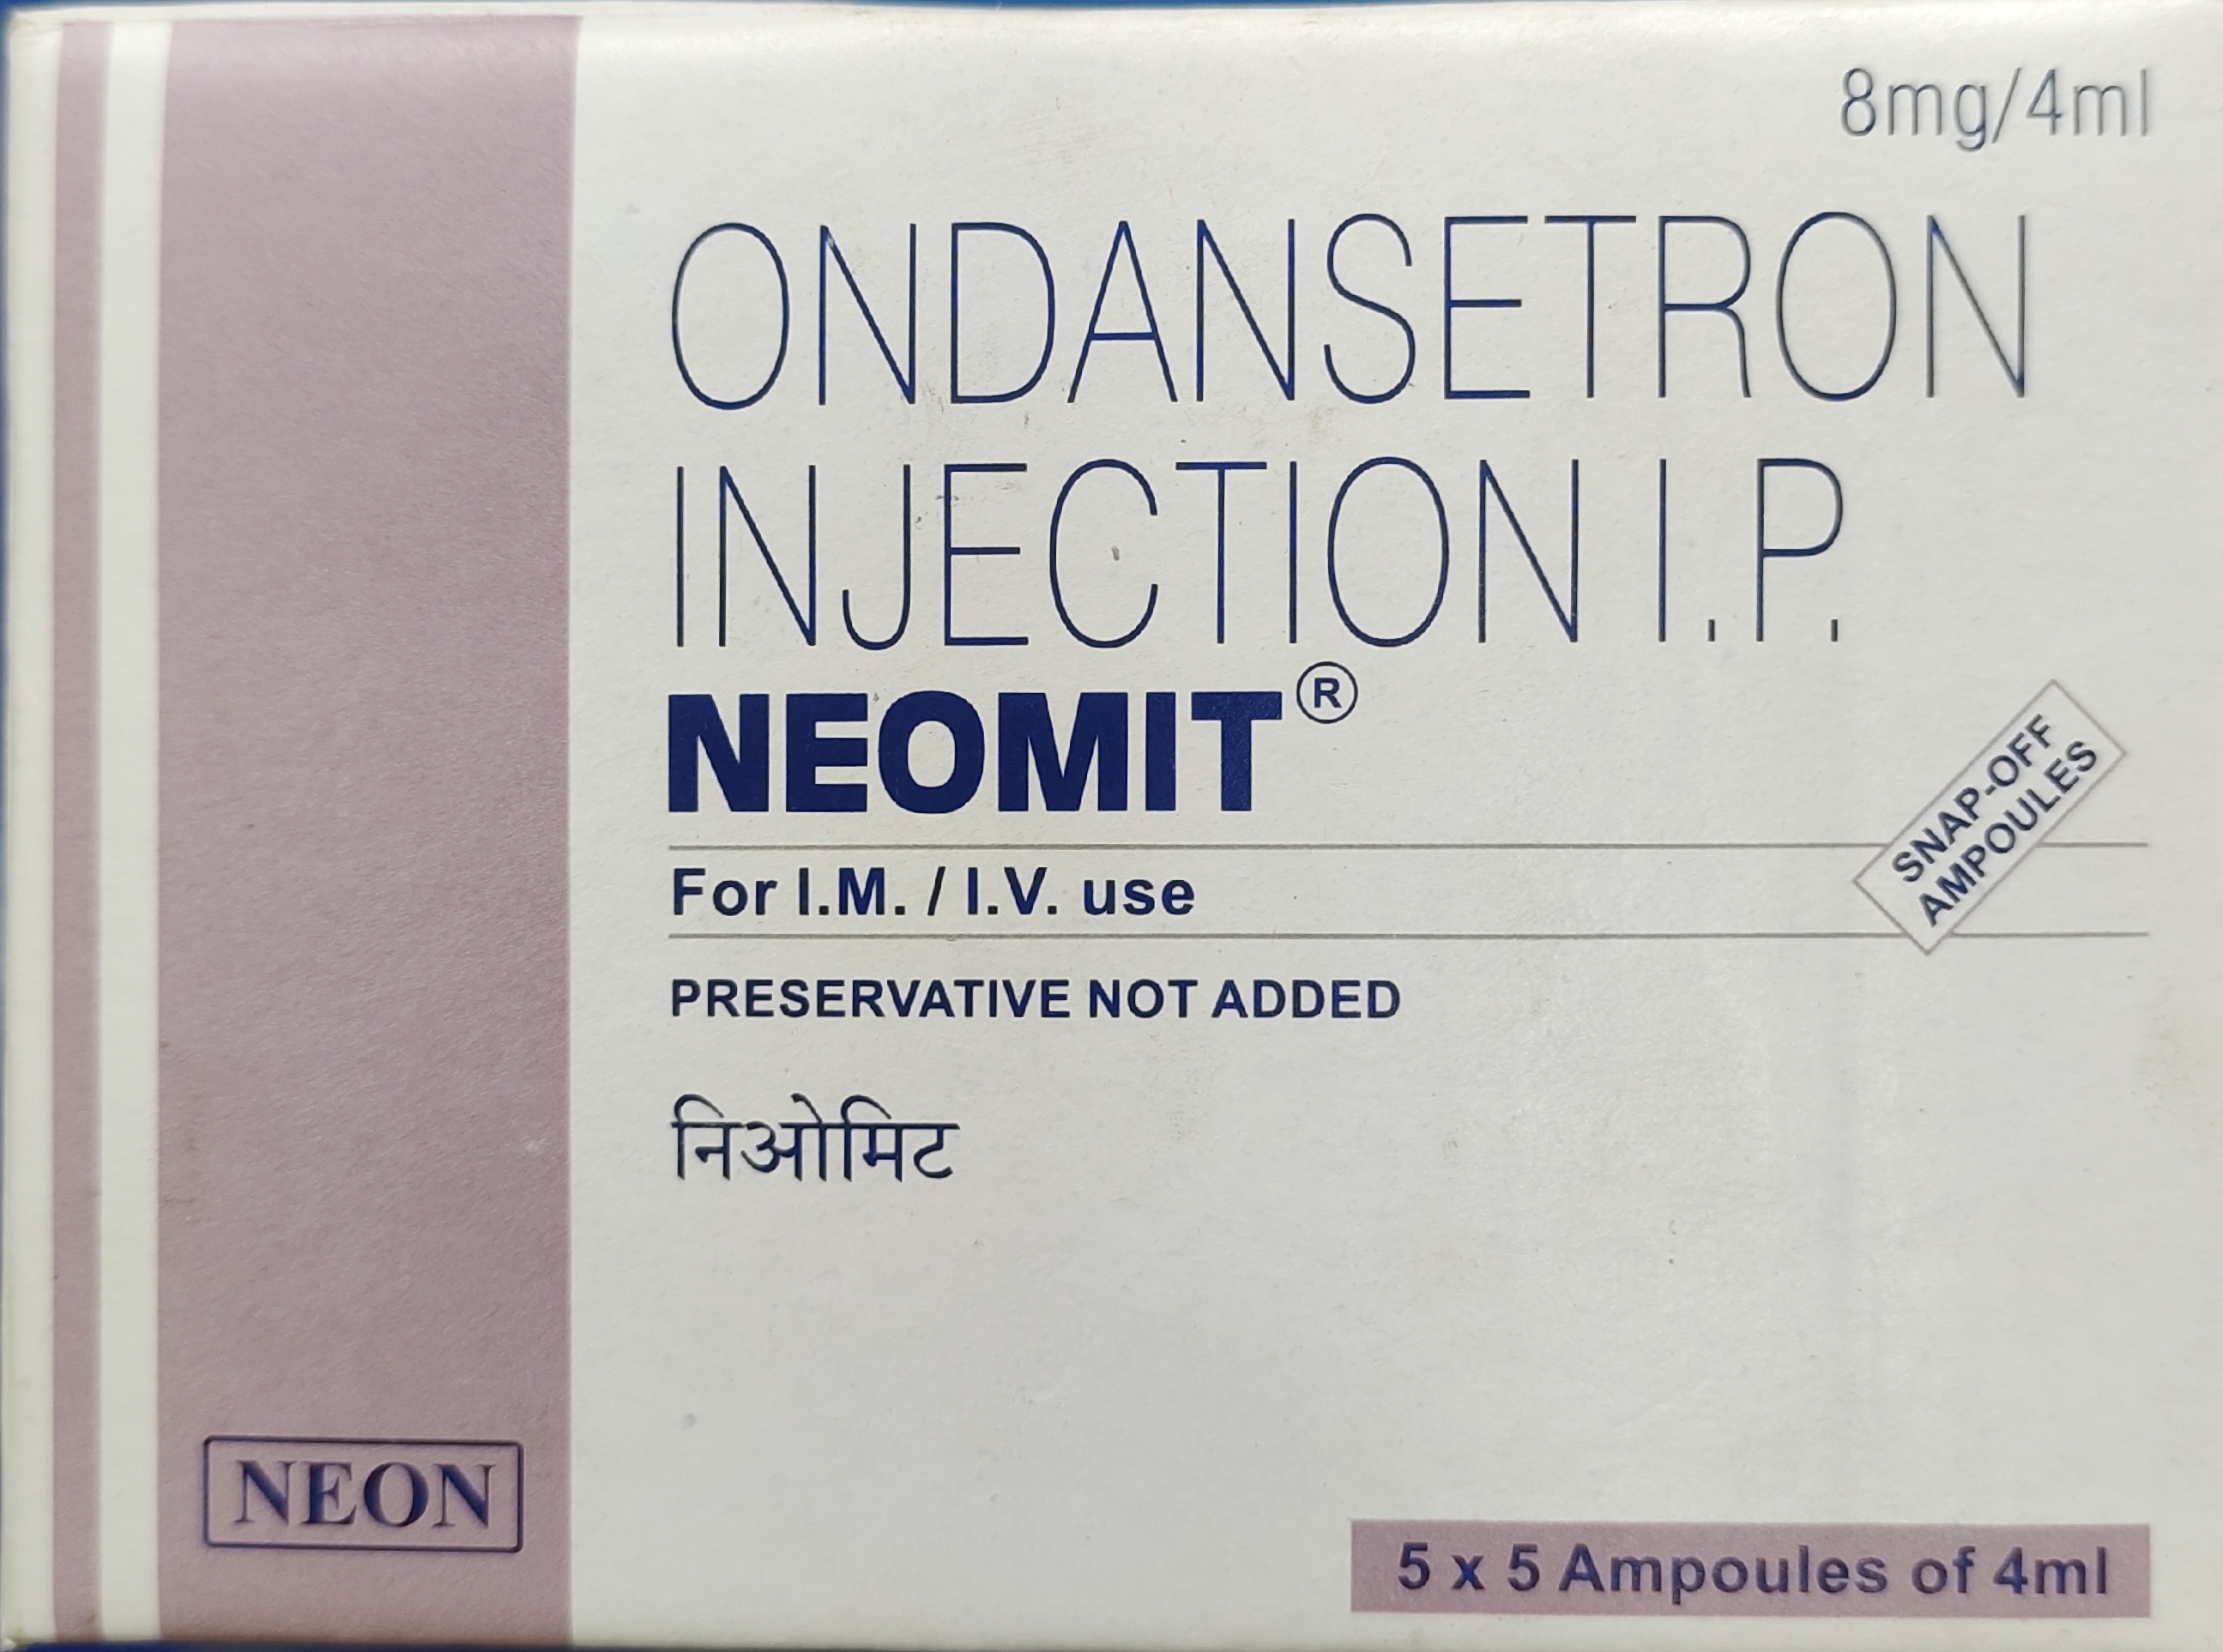 8mg/4ml
ONDANSETRON
INJECTION I.P.
NEOMIT®
SNAP-OFF
AMPOULES
For I.M. / I.V. use
PRESERVATIVE NOT ADDED
निओमिट
NEON
5 x 5 Ampoules of 4ml